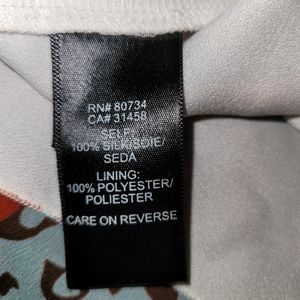 RN# 80734
CA# 31458
SELF:
100% SILK/SOIE/
SEDA
LINING:
100% POLYESTER/
POLIESTER
CARE ON REVERSE